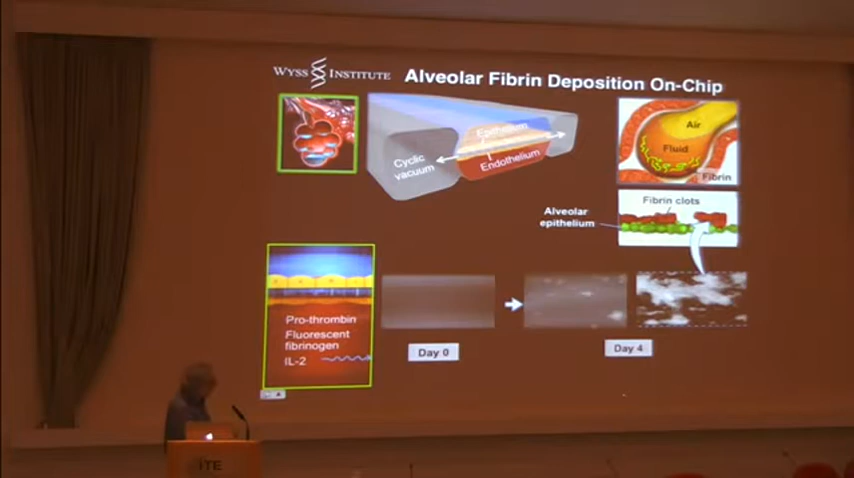 WYSS INSTITUTE
Alveolar Fibrin Deposition On-Chip
Epithelium
Endothelium
Cyclic
vacuum
Air
Fluid
Fibrin
Fibrin clots
Alveolar
epithelium
Pro-thrombin
Fluorescent
fibrinogen
IL-2
Day 0
Day 4
iTE